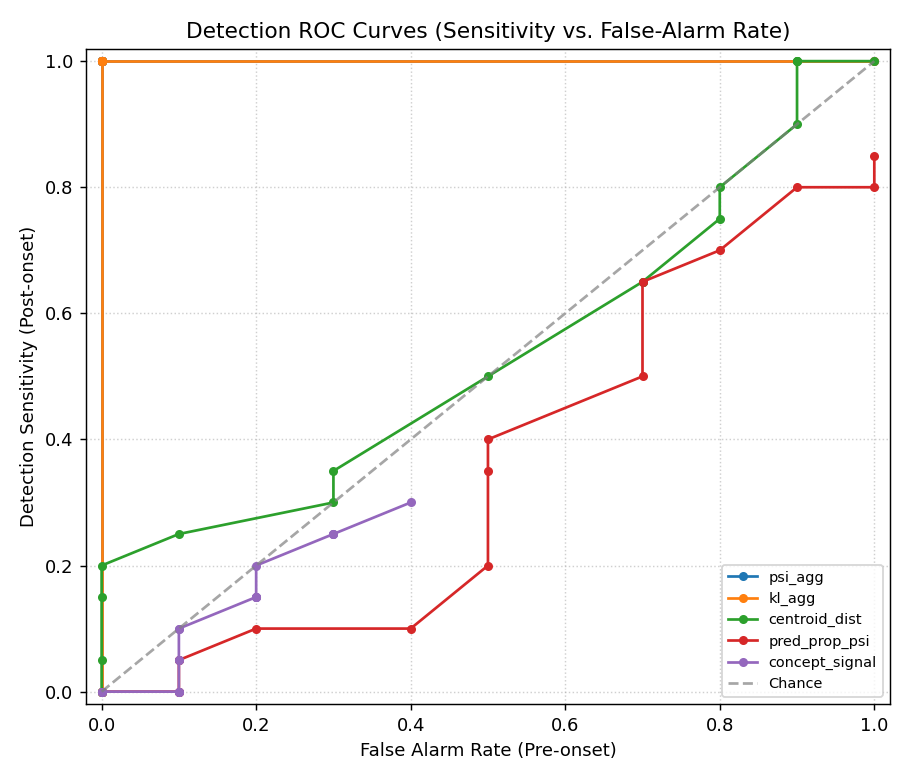 Detection ROC Curves (Sensitivity vs. False-Alarm Rate)
Detection Sensitivity (Post-onset)
1.0
0.8
0.6
0.4
0.2
0.0
psi_agg
kl_agg
centroid_dist
pred_prop_psi
concept_signal
Chance
0.0 0.2 0.4 0.6 0.8 1.0
False Alarm Rate (Pre-onset)